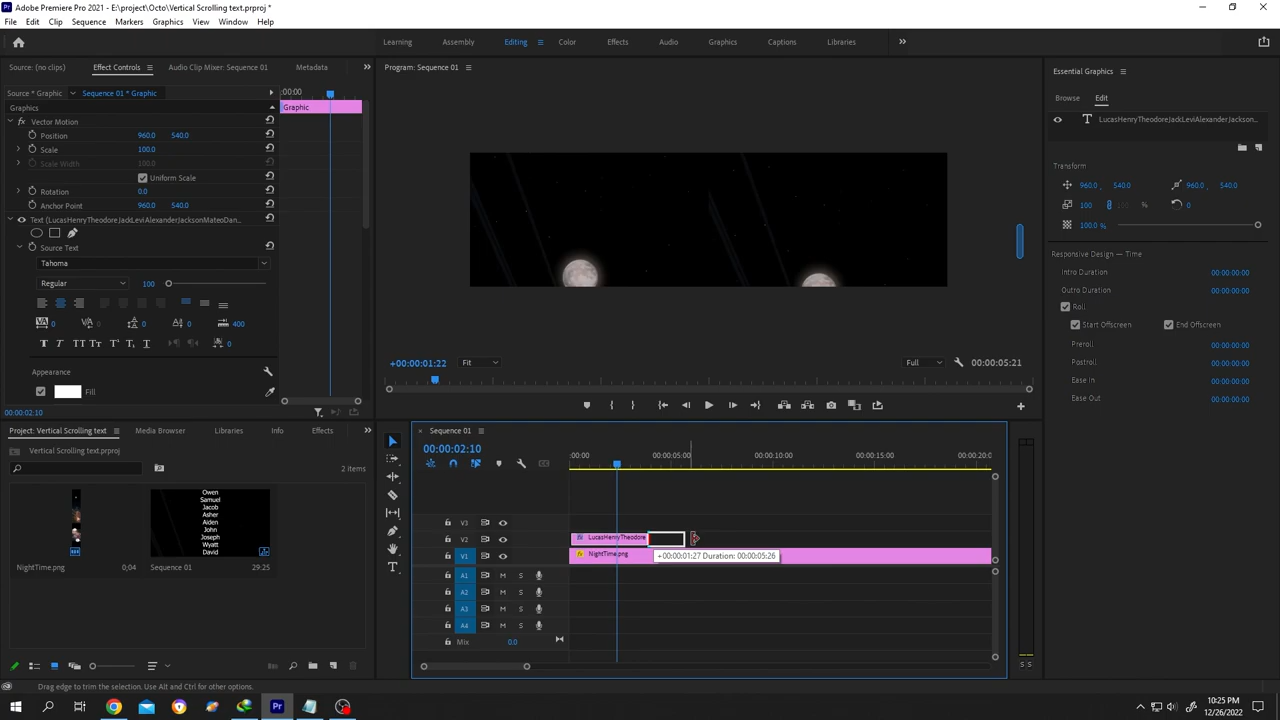 Adobe Premiere Pro 2021 - E:\project\Octo\Vertical Scrolling text.prproj *
File Edit Clip Sequence Markers Graphics View Window Help
Learning Assembly Editing Color Effects Audio Graphics Captions Libraries
Source: (no clips) Effect Controls Audio Clip Mixer: Sequence 01 Metadata
Program: Sequence 01
Essential Graphics
Source * Graphic Sequence 01 * Graphic
:00:00
Browse Edit
Graphics
Graphic
LucasHenryTheodoreJackLeviAlexanderJackson...
Vector Motion
Position 960.0 540.0
Scale 100.0
Scale Width 100.0
Uniform Scale
Rotation 0.0
Anchor Point 960.0 540.0
Text (LucasHenryTheodoreJackLeviAlexanderJacksonMateoDan...
Source Text
Tahoma
Regular 100
0 0 0 0 400
0
Appearance
Fill
00:00:02:10
Transform
960.0 , 540.0 960.0 , 540.0
100 100 % 0
100.0 %
Responsive Design — Time
Intro Duration 00:00:00:00
Outro Duration 00:00:00:00
Roll
Start Offscreen End Offscreen
Preroll 00:00:00:00
Postroll 00:00:00:00
Ease In 00:00:00:00
Ease Out 00:00:00:00
+00:00:01:22 Fit Full 00:00:05:21
Project: Vertical Scrolling text Media Browser Libraries Info Effects
Vertical Scrolling text.prproj
2 items
Owen
Samuel
Jacob
Asher
Aiden
John
Joseph
Wyatt
David
NightTime.png 0;04 Sequence 01 29:25
Sequence 01
00:00:02:10
:00:00 00:00:05:00 00:00:10:00 00:00:15:00 00:00:20:0
V3
V2 LucasHenryTheodore
V1 NightTime.png
+00:00:01:27 Duration: 00:00:05:26
A1 M S
A2 M S
A3 M S
A4 M S
Mix 0.0
S S
Drag edge to trim the selection. Use Alt and Ctrl for other options.
10:25 PM
12/26/2022